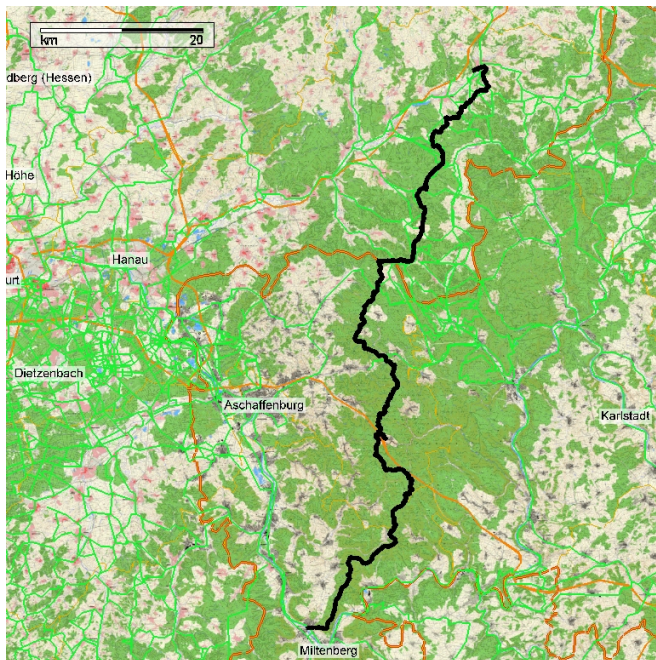 km 20
dberg (Hessen)
Höhe
Hanau
urt
Dietzenbach
Aschaffenburg
Karlstadt
Miltenberg